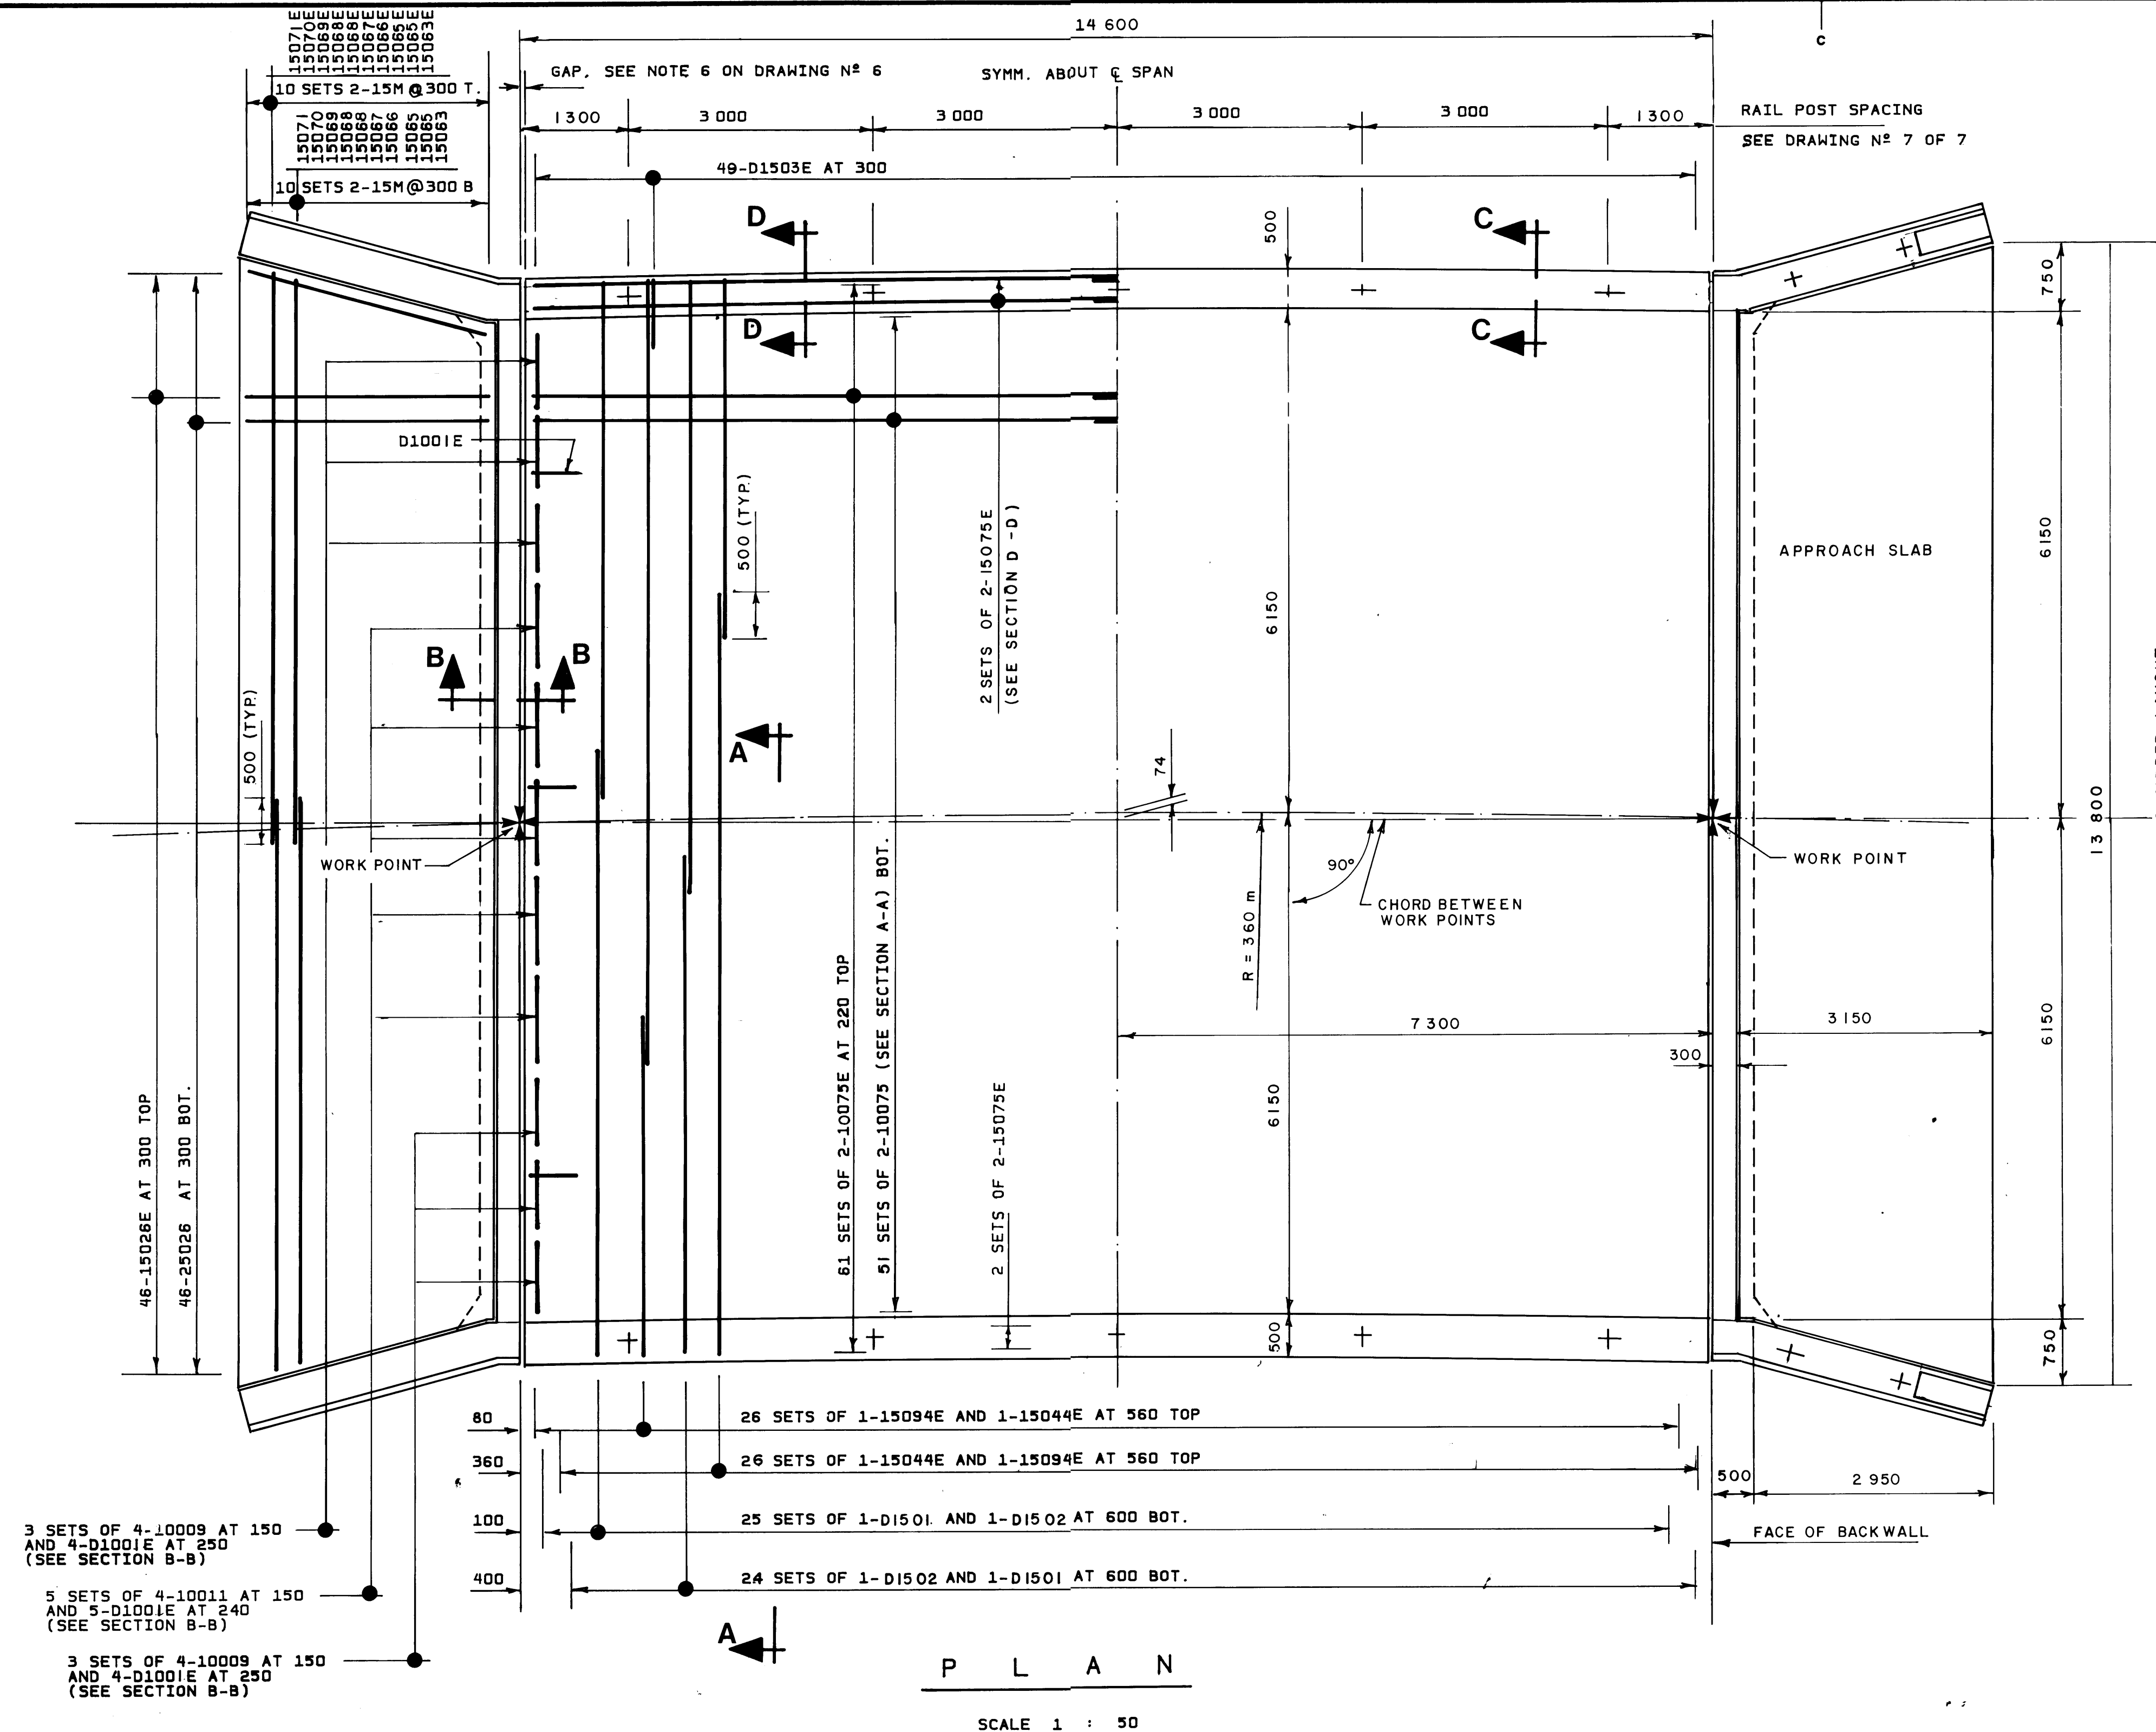 14 600
C
GAP. SEE NOTE 6 ON DRAWING Nº 6
SYMM. ABOUT ℄ SPAN
15071E
15070E
15069E
15068E
15068E
15067E
15066E
15065E
15065E
15063E
10 SETS 2-15M @ 300 T.
15071
15070
15069
15068
15068
15067
15066
15065
15065
15063
10 SETS 2-15M @ 300 B
1300
3 000
3 000
3 000
3 000
1 300
RAIL POST SPACING
SEE DRAWING Nº 7 OF 7
49-D1503E AT 300
D
C
500
750
D
C
D1001E
500 (TYP.)
2 SETS OF 2-15075E
(SEE SECTION D-D)
6150
APPROACH SLAB
6150
B
B
A
500 (TYP.)
74
13 800
WORK POINT
90°
WORK POINT
CHORD BETWEEN
WORK POINTS
R = 360 m
7 300
3 150
300
6150
6150
46-15026E AT 300 TOP
46-25026 AT 300 BOT.
61 SETS OF 2-10075E AT 220 TOP
51 SETS OF 2-10075 (SEE SECTION A-A) BOT.
2 SETS OF 2-15075E
500
750
80
26 SETS OF 1-15094E AND 1-15044E AT 560 TOP
360
26 SETS OF 1-15044E AND 1-15094E AT 560 TOP
500
2 950
100
25 SETS OF 1-D1501 AND 1-D1502 AT 600 BOT.
FACE OF BACKWALL
400
24 SETS OF 1-D1502 AND 1-D1501 AT 600 BOT.
3 SETS OF 4-10009 AT 150
AND 4-D1001E AT 250
(SEE SECTION B-B)
5 SETS OF 4-10011 AT 150
AND 5-D1001E AT 240
(SEE SECTION B-B)
3 SETS OF 4-10009 AT 150
AND 4-D1001E AT 250
(SEE SECTION B-B)
A
PLAN
SCALE 1 : 50